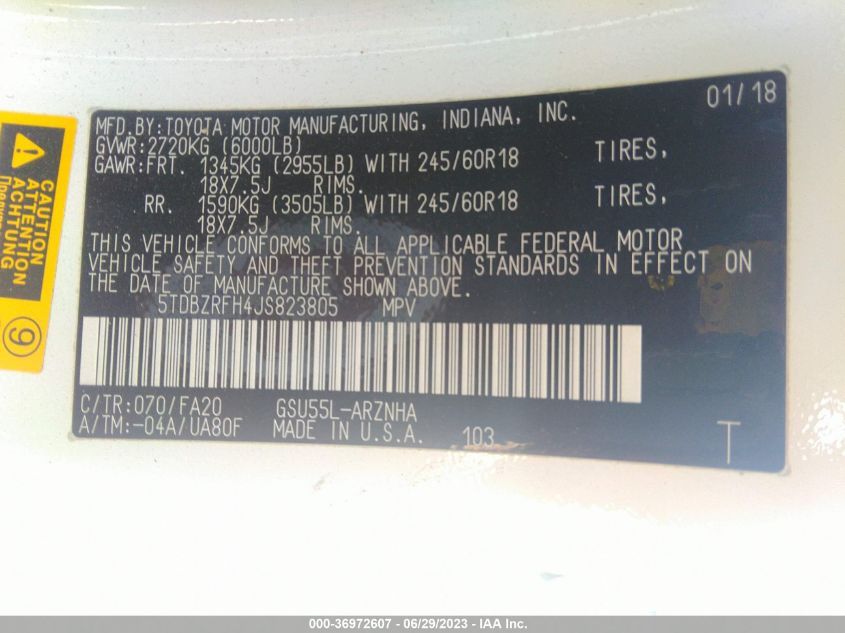 CAUTION
ATTENTION
ACHTUNG
9
01/18
MFD.BY:TOYOTA MOTOR MANUFACTURING, INDIANA, INC.
GVWR:2720KG (6000LB)
GAWR:FRT. 1345KG (2955LB) WITH 245/60R18 TIRES,
18X7.5J RIMS.
RR. 1590KG (3505LB) WITH 245/60R18 TIRES,
18X7.5J RIMS.
THIS VEHICLE CONFORMS TO ALL APPLICABLE FEDERAL MOTOR
VEHICLE SAFETY AND THEFT PREVENTION STANDARDS IN EFFECT ON
THE DATE OF MANUFACTURE SHOWN ABOVE.
5TDBZRFH4JS823805 MPV
C/TR:070/FA20 GSU55L-ARZNHA
A/TM:-04A/UA80F MADE IN U.S.A. 103 T
000-36972607 - 06/29/2023 - IAA Inc.